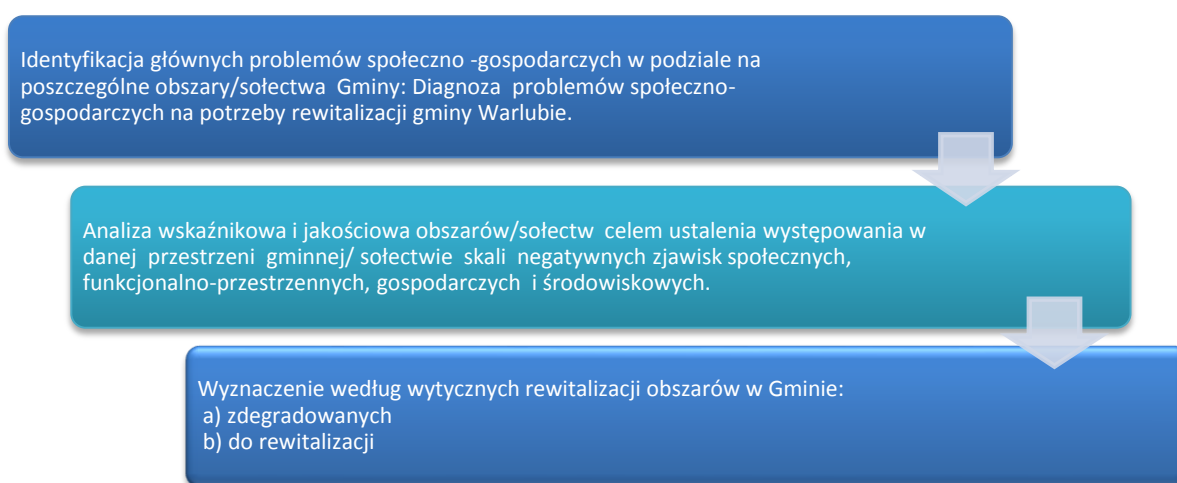 Identyfikacja głównych problemów społeczno -gospodarczych w podziale na
poszczególne obszary/sołectwa Gminy: Diagnoza problemów społeczno-
gospodarczych na potrzeby rewitalizacji gminy Warlubie.
Analiza wskaźnikowa i jakościowa obszarów/sołectw celem ustalenia występowania w
danej przestrzeni gminnej/ sołectwie skali negatywnych zjawisk społecznych,
funkcjonalno-przestrzennych, gospodarczych i środowiskowych.
Wyznaczenie według wytycznych rewitalizacji obszarów w Gminie:
a) zdegradowanych
b) do rewitalizacji